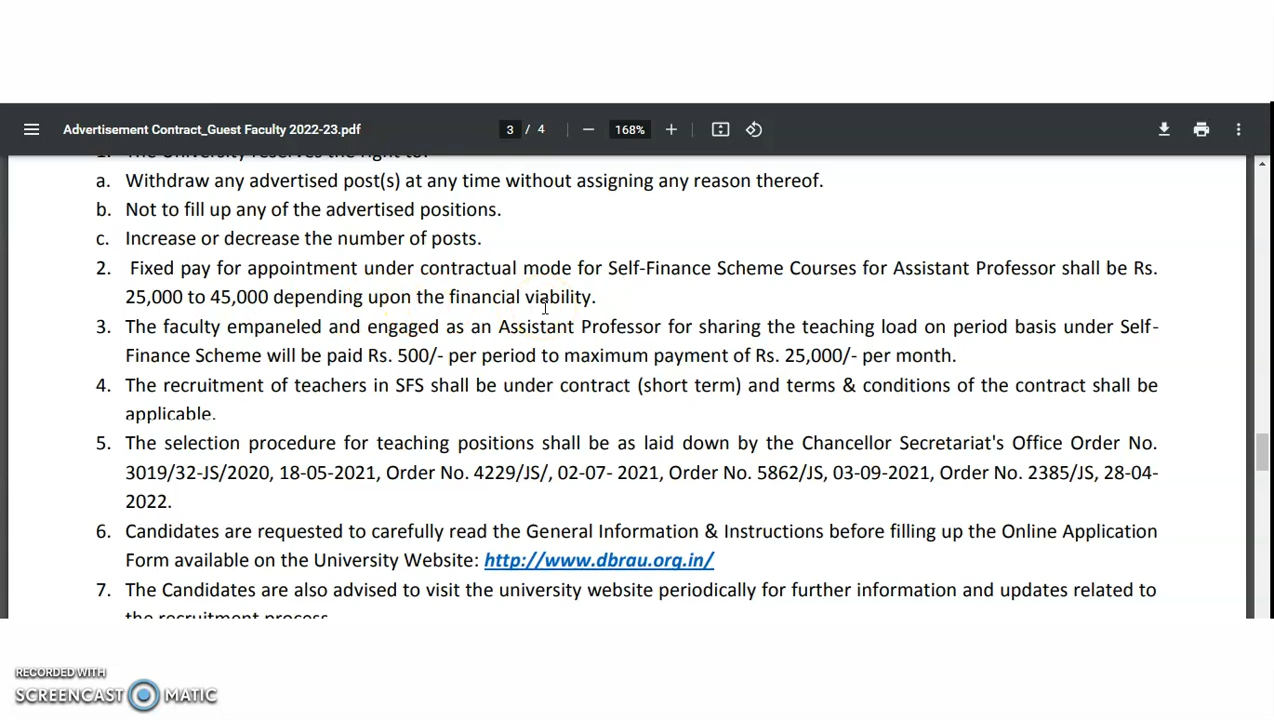 Advertisement Contract_Guest Faculty 2022-23.pdf
3 / 4
168%
1. The University reserves the right to:
a. Withdraw any advertised post(s) at any time without assigning any reason thereof.
b. Not to fill up any of the advertised positions.
c. Increase or decrease the number of posts.
2. Fixed pay for appointment under contractual mode for Self-Finance Scheme Courses for Assistant Professor shall be Rs.
25,000 to 45,000 depending upon the financial viability.
3. The faculty empaneled and engaged as an Assistant Professor for sharing the teaching load on period basis under Self-
Finance Scheme will be paid Rs. 500/- per period to maximum payment of Rs. 25,000/- per month.
4. The recruitment of teachers in SFS shall be under contract (short term) and terms & conditions of the contract shall be
applicable.
5. The selection procedure for teaching positions shall be as laid down by the Chancellor Secretariat's Office Order No.
3019/32-JS/2020, 18-05-2021, Order No. 4229/JS/, 02-07- 2021, Order No. 5862/JS, 03-09-2021, Order No. 2385/JS, 28-04-
2022.
6. Candidates are requested to carefully read the General Information & Instructions before filling up the Online Application
Form available on the University Website: http://www.dbrau.org.in/
7. The Candidates are also advised to visit the university website periodically for further information and updates related to
the recruitment process.
RECORDED WITH
SCREENCAST MATIC